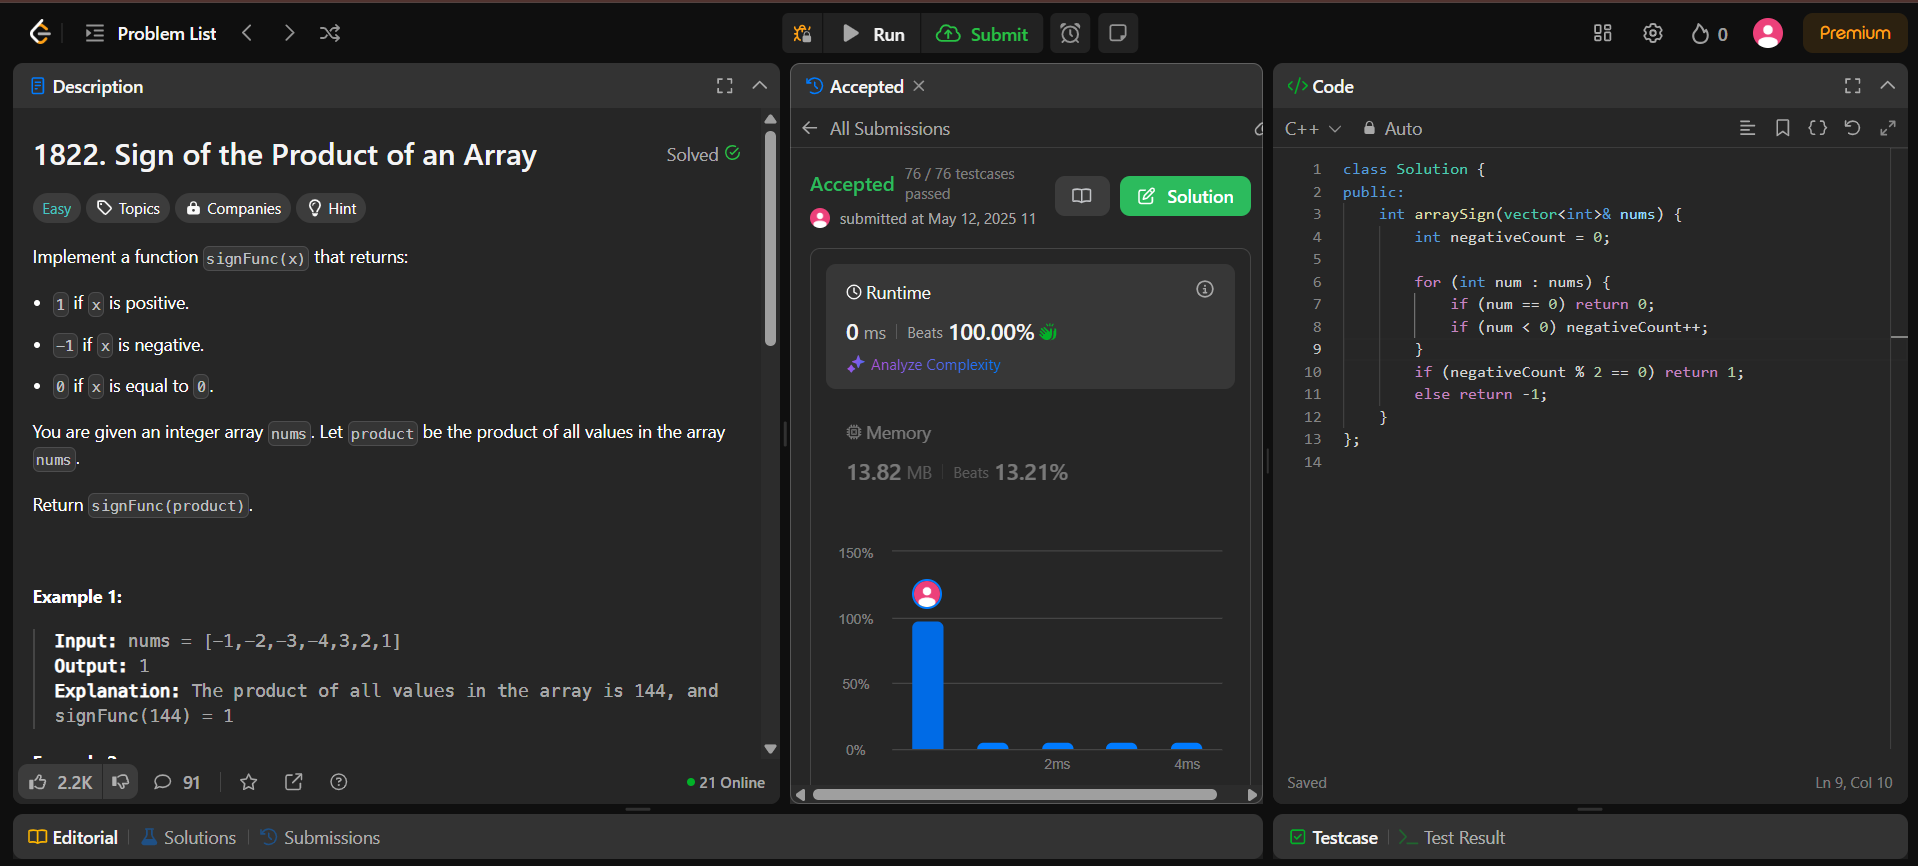 Problem List
Run
Submit
0
Premium
Description
1822. Sign of the Product of an Array
Solved
Easy
Topics
Companies
Hint
Implement a function signFunc(x) that returns:
• 1 if x is positive.
• -1 if x is negative.
• 0 if x is equal to 0.
You are given an integer array nums. Let product be the product of all values in the array
nums.
Return signFunc(product).
Example 1:
Input: nums = [-1,-2,-3,-4,3,2,1]
Output: 1
Explanation: The product of all values in the array is 144, and
signFunc(144) = 1
2.2K
91
21 Online
Accepted
All Submissions
Accepted
76 / 76 testcases
passed
submitted at May 12, 2025 11
Solution
Runtime
0 ms
Beats 100.00%
Analyze Complexity
Memory
13.82 MB
Beats 13.21%
150%
100%
50%
0%
2ms
4ms
</> Code
C++
Auto
1 class Solution {
2 public:
3 int arraySign(vector<int>& nums) {
4 int negativeCount = 0;
5
6 for (int num : nums) {
7 if (num == 0) return 0;
8 if (num < 0) negativeCount++;
9 }
10 if (negativeCount % 2 == 0) return 1;
11 else return -1;
12 }
13 };
14
Saved
Ln 9, Col 10
Editorial
Solutions
Submissions
Testcase
Test Result